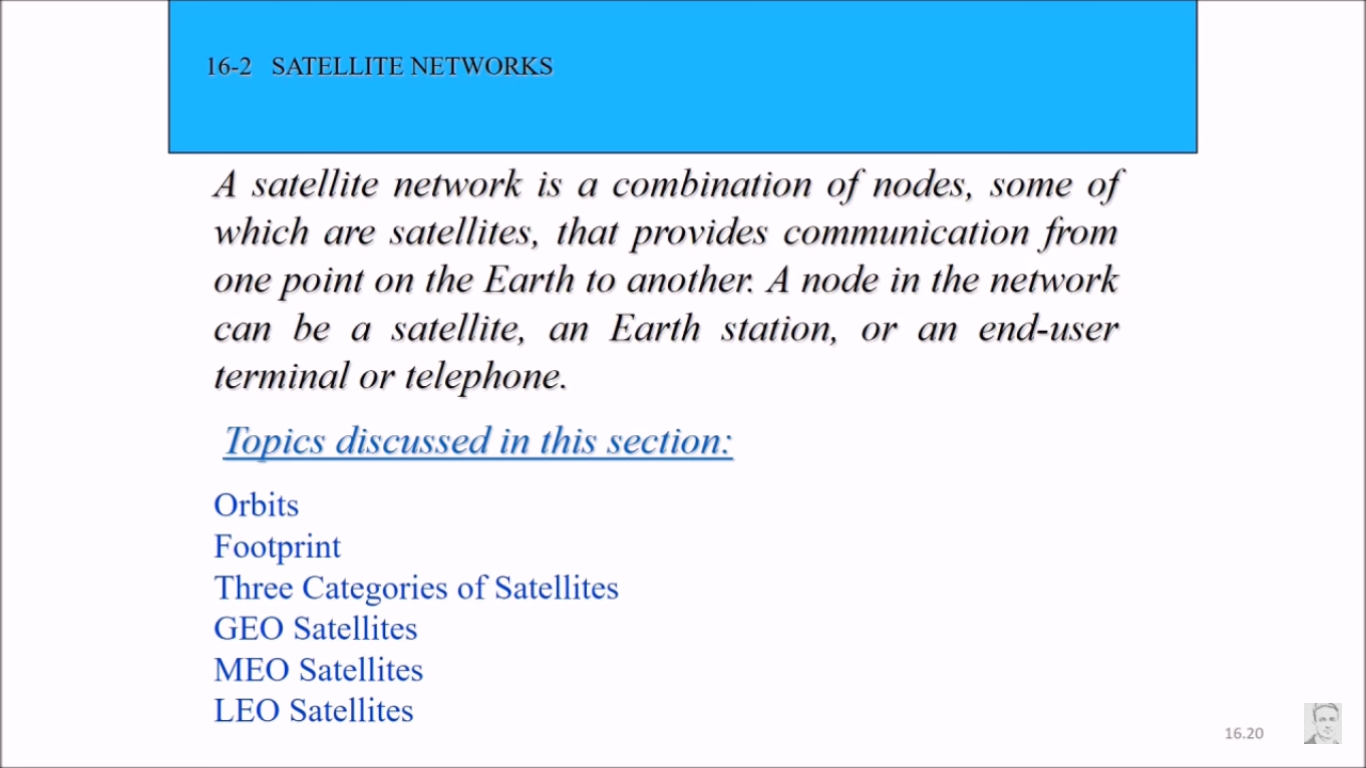 16-2 SATELLITE NETWORKS
A satellite network is a combination of nodes, some of
which are satellites, that provides communication from
one point on the Earth to another. A node in the network
can be a satellite, an Earth station, or an end-user
terminal or telephone.
Topics discussed in this section:
Orbits
Footprint
Three Categories of Satellites
GEO Satellites
MEO Satellites
LEO Satellites
16.20